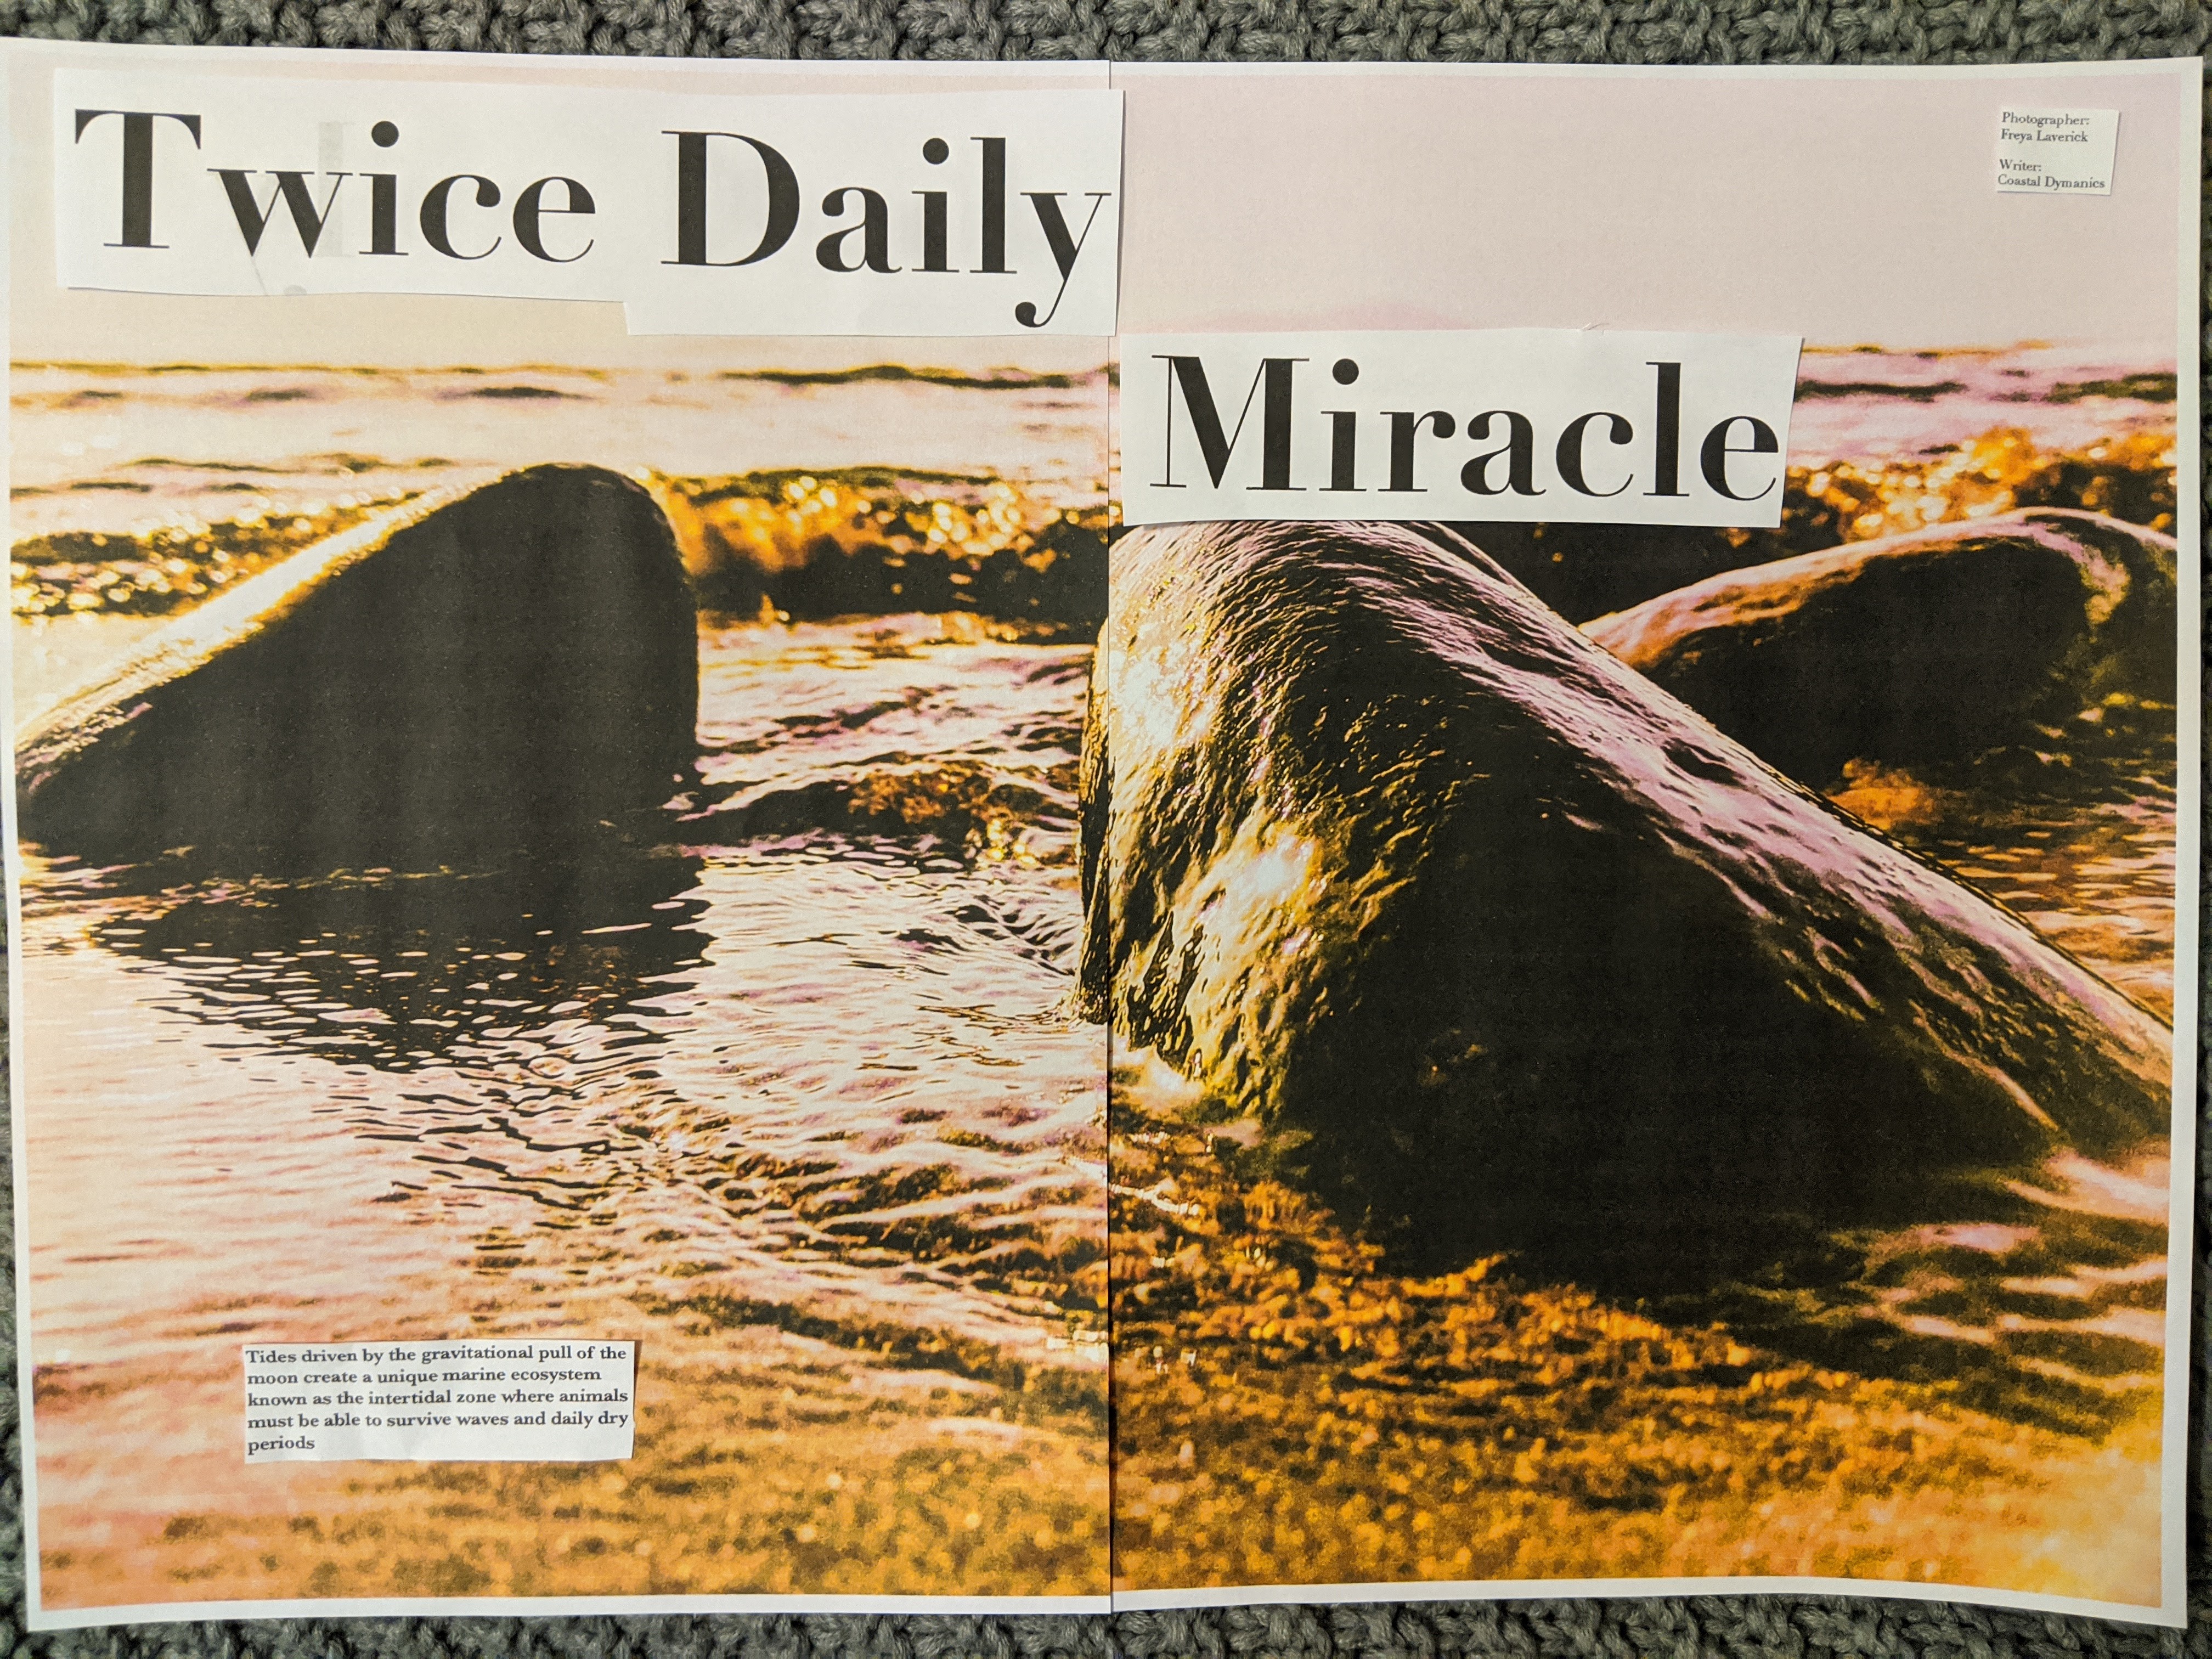 Twice Daily
Miracle
Photographer:
Freya Laverick
Writer:
Coastal Dymanics
Tides driven by the gravitational pull of the
moon create a unique marine ecosystem
known as the intertidal zone where animals
must be able to survive waves and daily dry
periods